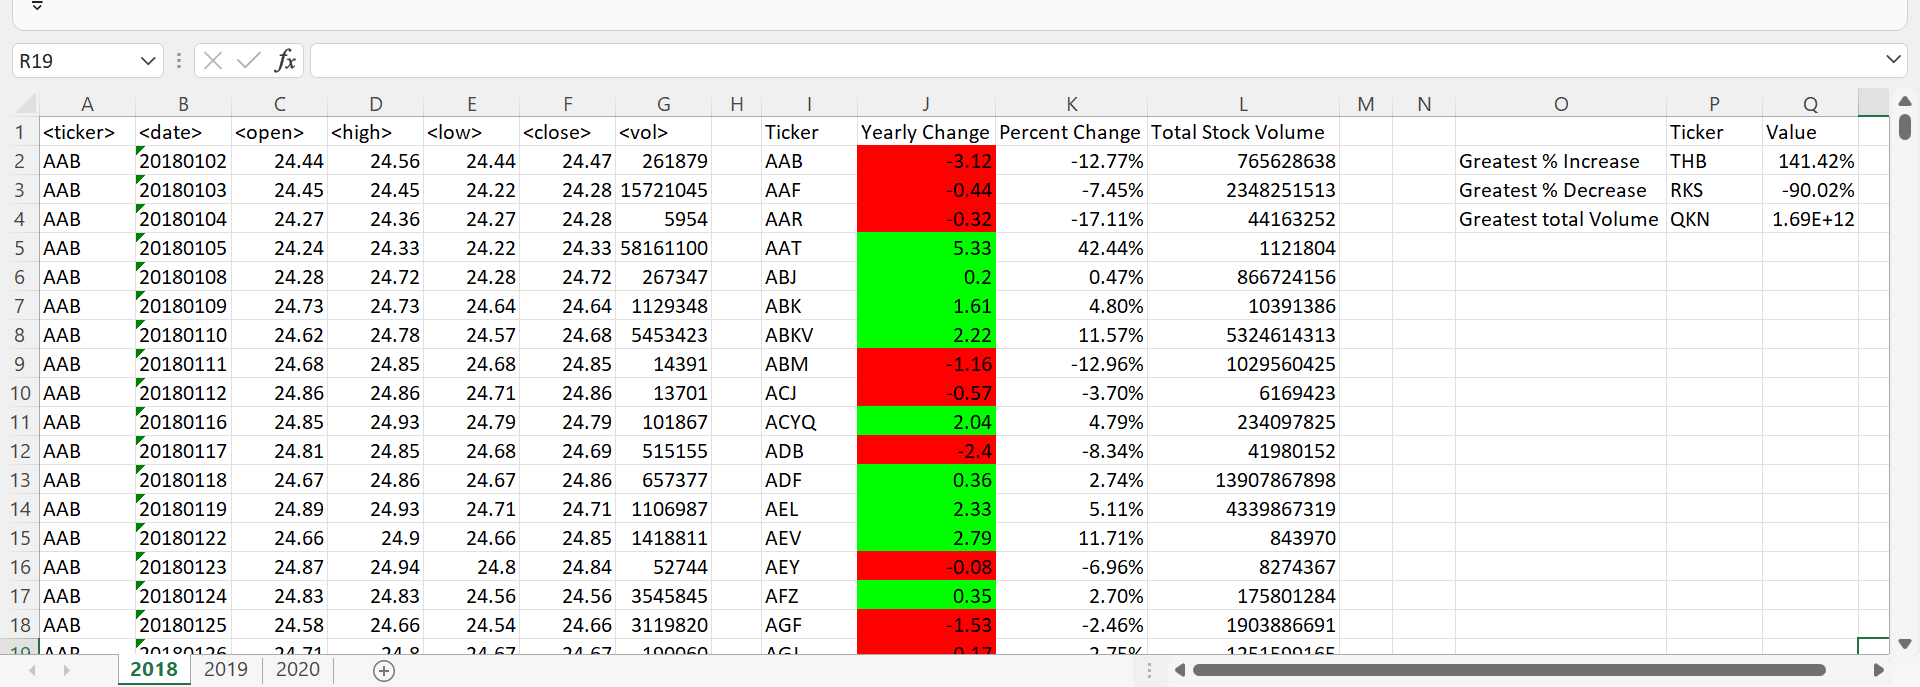 R19 fx
A B C D E F G H I J K L M N O P Q
1 <ticker> <date> <open> <high> <low> <close> <vol> Ticker Yearly Change Percent Change Total Stock Volume Ticker Value
2 AAB 20180102 24.44 24.56 24.44 24.47 261879 AAB -3.12 -12.77% 765628638 Greatest % Increase THB 141.42%
3 AAB 20180103 24.45 24.45 24.22 24.28 15721045 AAF -0.44 -7.45% 2348251513 Greatest % Decrease RKS -90.02%
4 AAB 20180104 24.27 24.36 24.27 24.28 5954 AAR -0.32 -17.11% 44163252 Greatest total Volume QKN 1.69E+12
5 AAB 20180105 24.24 24.33 24.22 24.33 58161100 AAT 5.33 42.44% 1121804
6 AAB 20180108 24.28 24.72 24.28 24.72 267347 ABJ 0.2 0.47% 866724156
7 AAB 20180109 24.73 24.73 24.64 24.64 1129348 ABK 1.61 4.80% 10391386
8 AAB 20180110 24.62 24.78 24.57 24.68 5453423 ABKV 2.22 11.57% 5324614313
9 AAB 20180111 24.68 24.85 24.68 24.85 14391 ABM -1.16 -12.96% 1029560425
10 AAB 20180112 24.86 24.86 24.71 24.86 13701 ACJ -0.57 -3.70% 6169423
11 AAB 20180116 24.85 24.93 24.79 24.79 101867 ACYQ 2.04 4.79% 234097825
12 AAB 20180117 24.81 24.85 24.68 24.69 515155 ADB -2.4 -8.34% 41980152
13 AAB 20180118 24.67 24.86 24.67 24.86 657377 ADF 0.36 2.74% 13907867898
14 AAB 20180119 24.89 24.93 24.71 24.71 1106987 AEL 2.33 5.11% 4339867319
15 AAB 20180122 24.66 24.9 24.66 24.85 1418811 AEV 2.79 11.71% 843970
16 AAB 20180123 24.87 24.94 24.8 24.84 52744 AEY -0.08 -6.96% 8274367
17 AAB 20180124 24.83 24.83 24.56 24.56 3545845 AFZ 0.35 2.70% 175801284
18 AAB 20180125 24.58 24.66 24.54 24.66 3119820 AGF -1.53 -2.46% 1903886691
19 AAB 20180126 24.71 24.8 24.67 24.67
2018 2019 2020